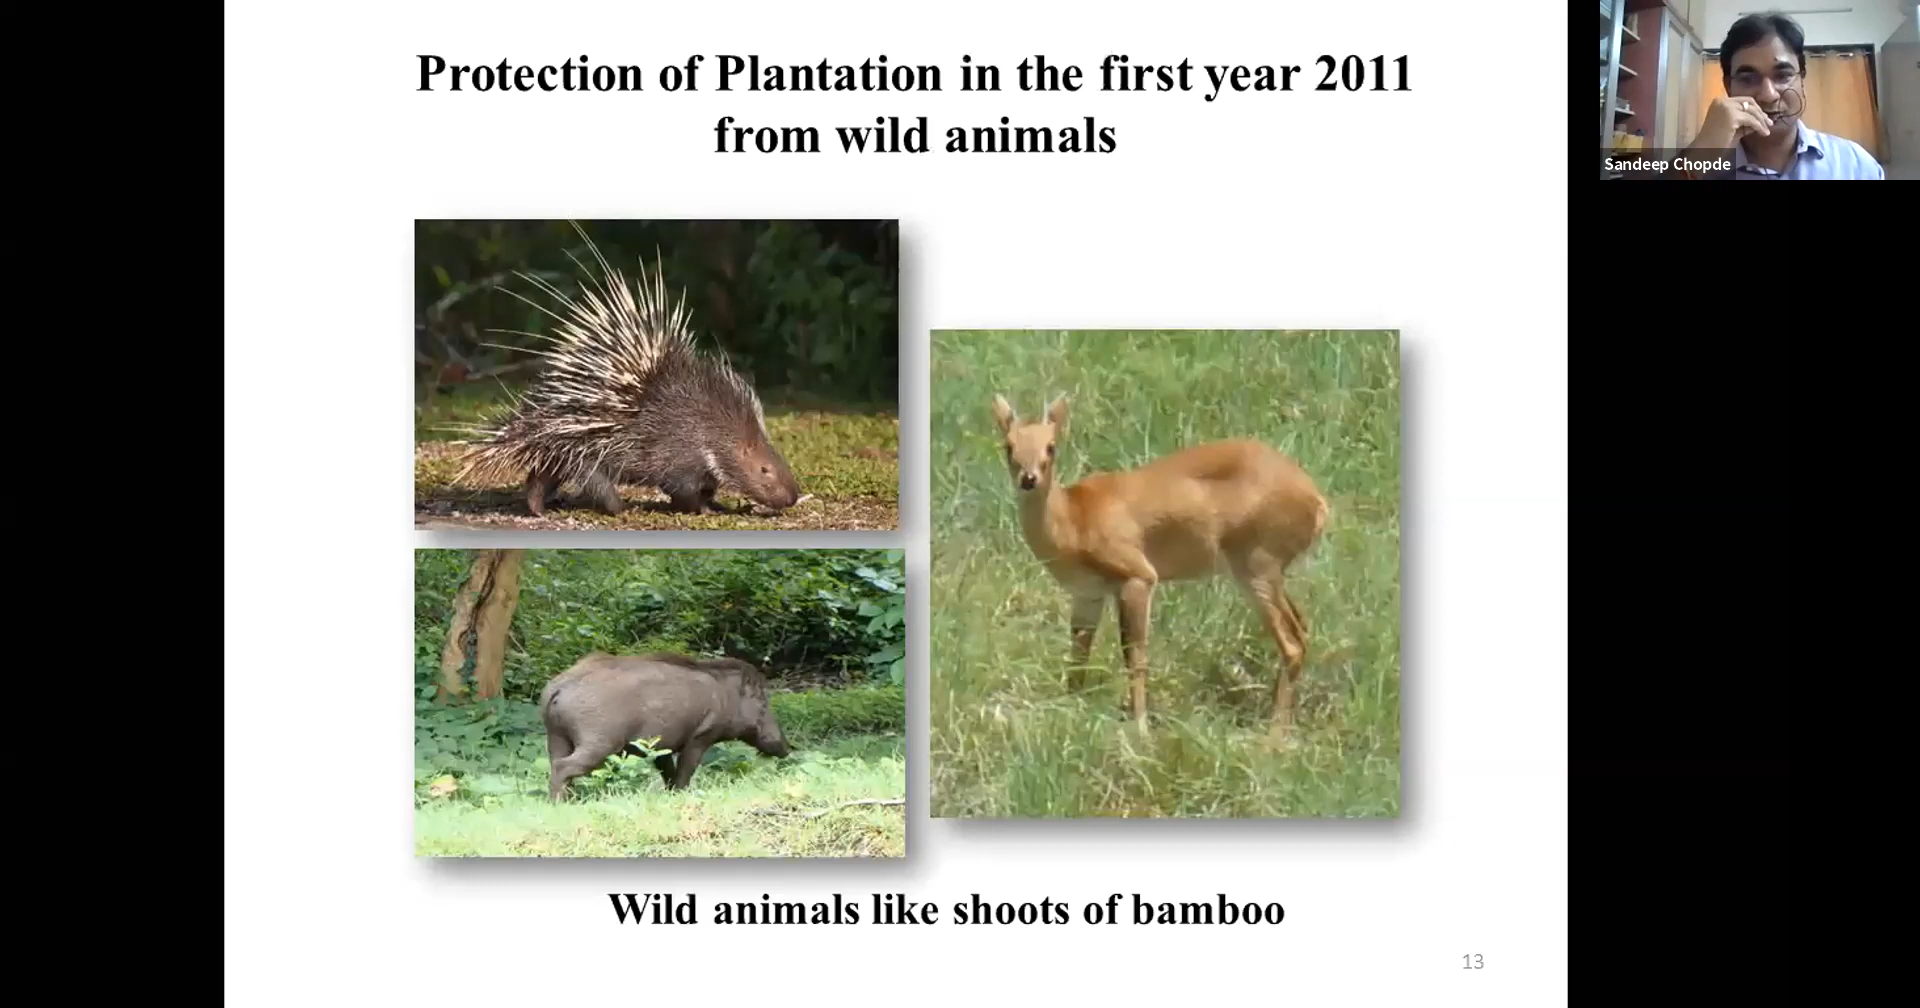 Protection of Plantation in the first year 2011
from wild animals
Sandeep Chopde
Wild animals like shoots of bamboo
13